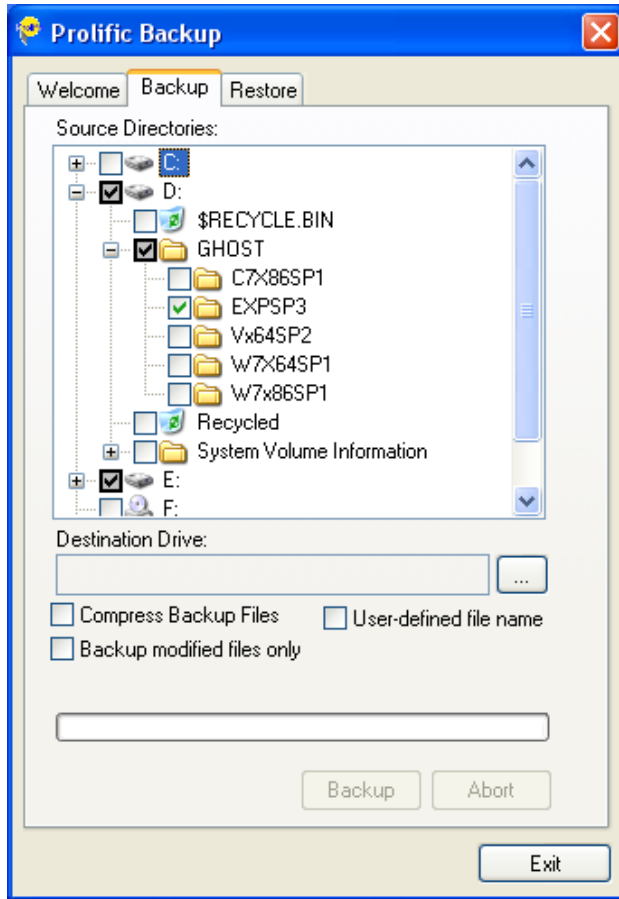 Prolific Backup
Welcome Backup Restore
Source Directories:
C:
D:
$RECYCLE.BIN
GHOST
C7X86SP1
EXPSP3
Vx64SP2
W7X64SP1
W7x86SP1
Recycled
System Volume Information
E:
F:
Destination Drive:
...
Compress Backup Files User-defined file name
Backup modified files only
Backup Abort
Exit